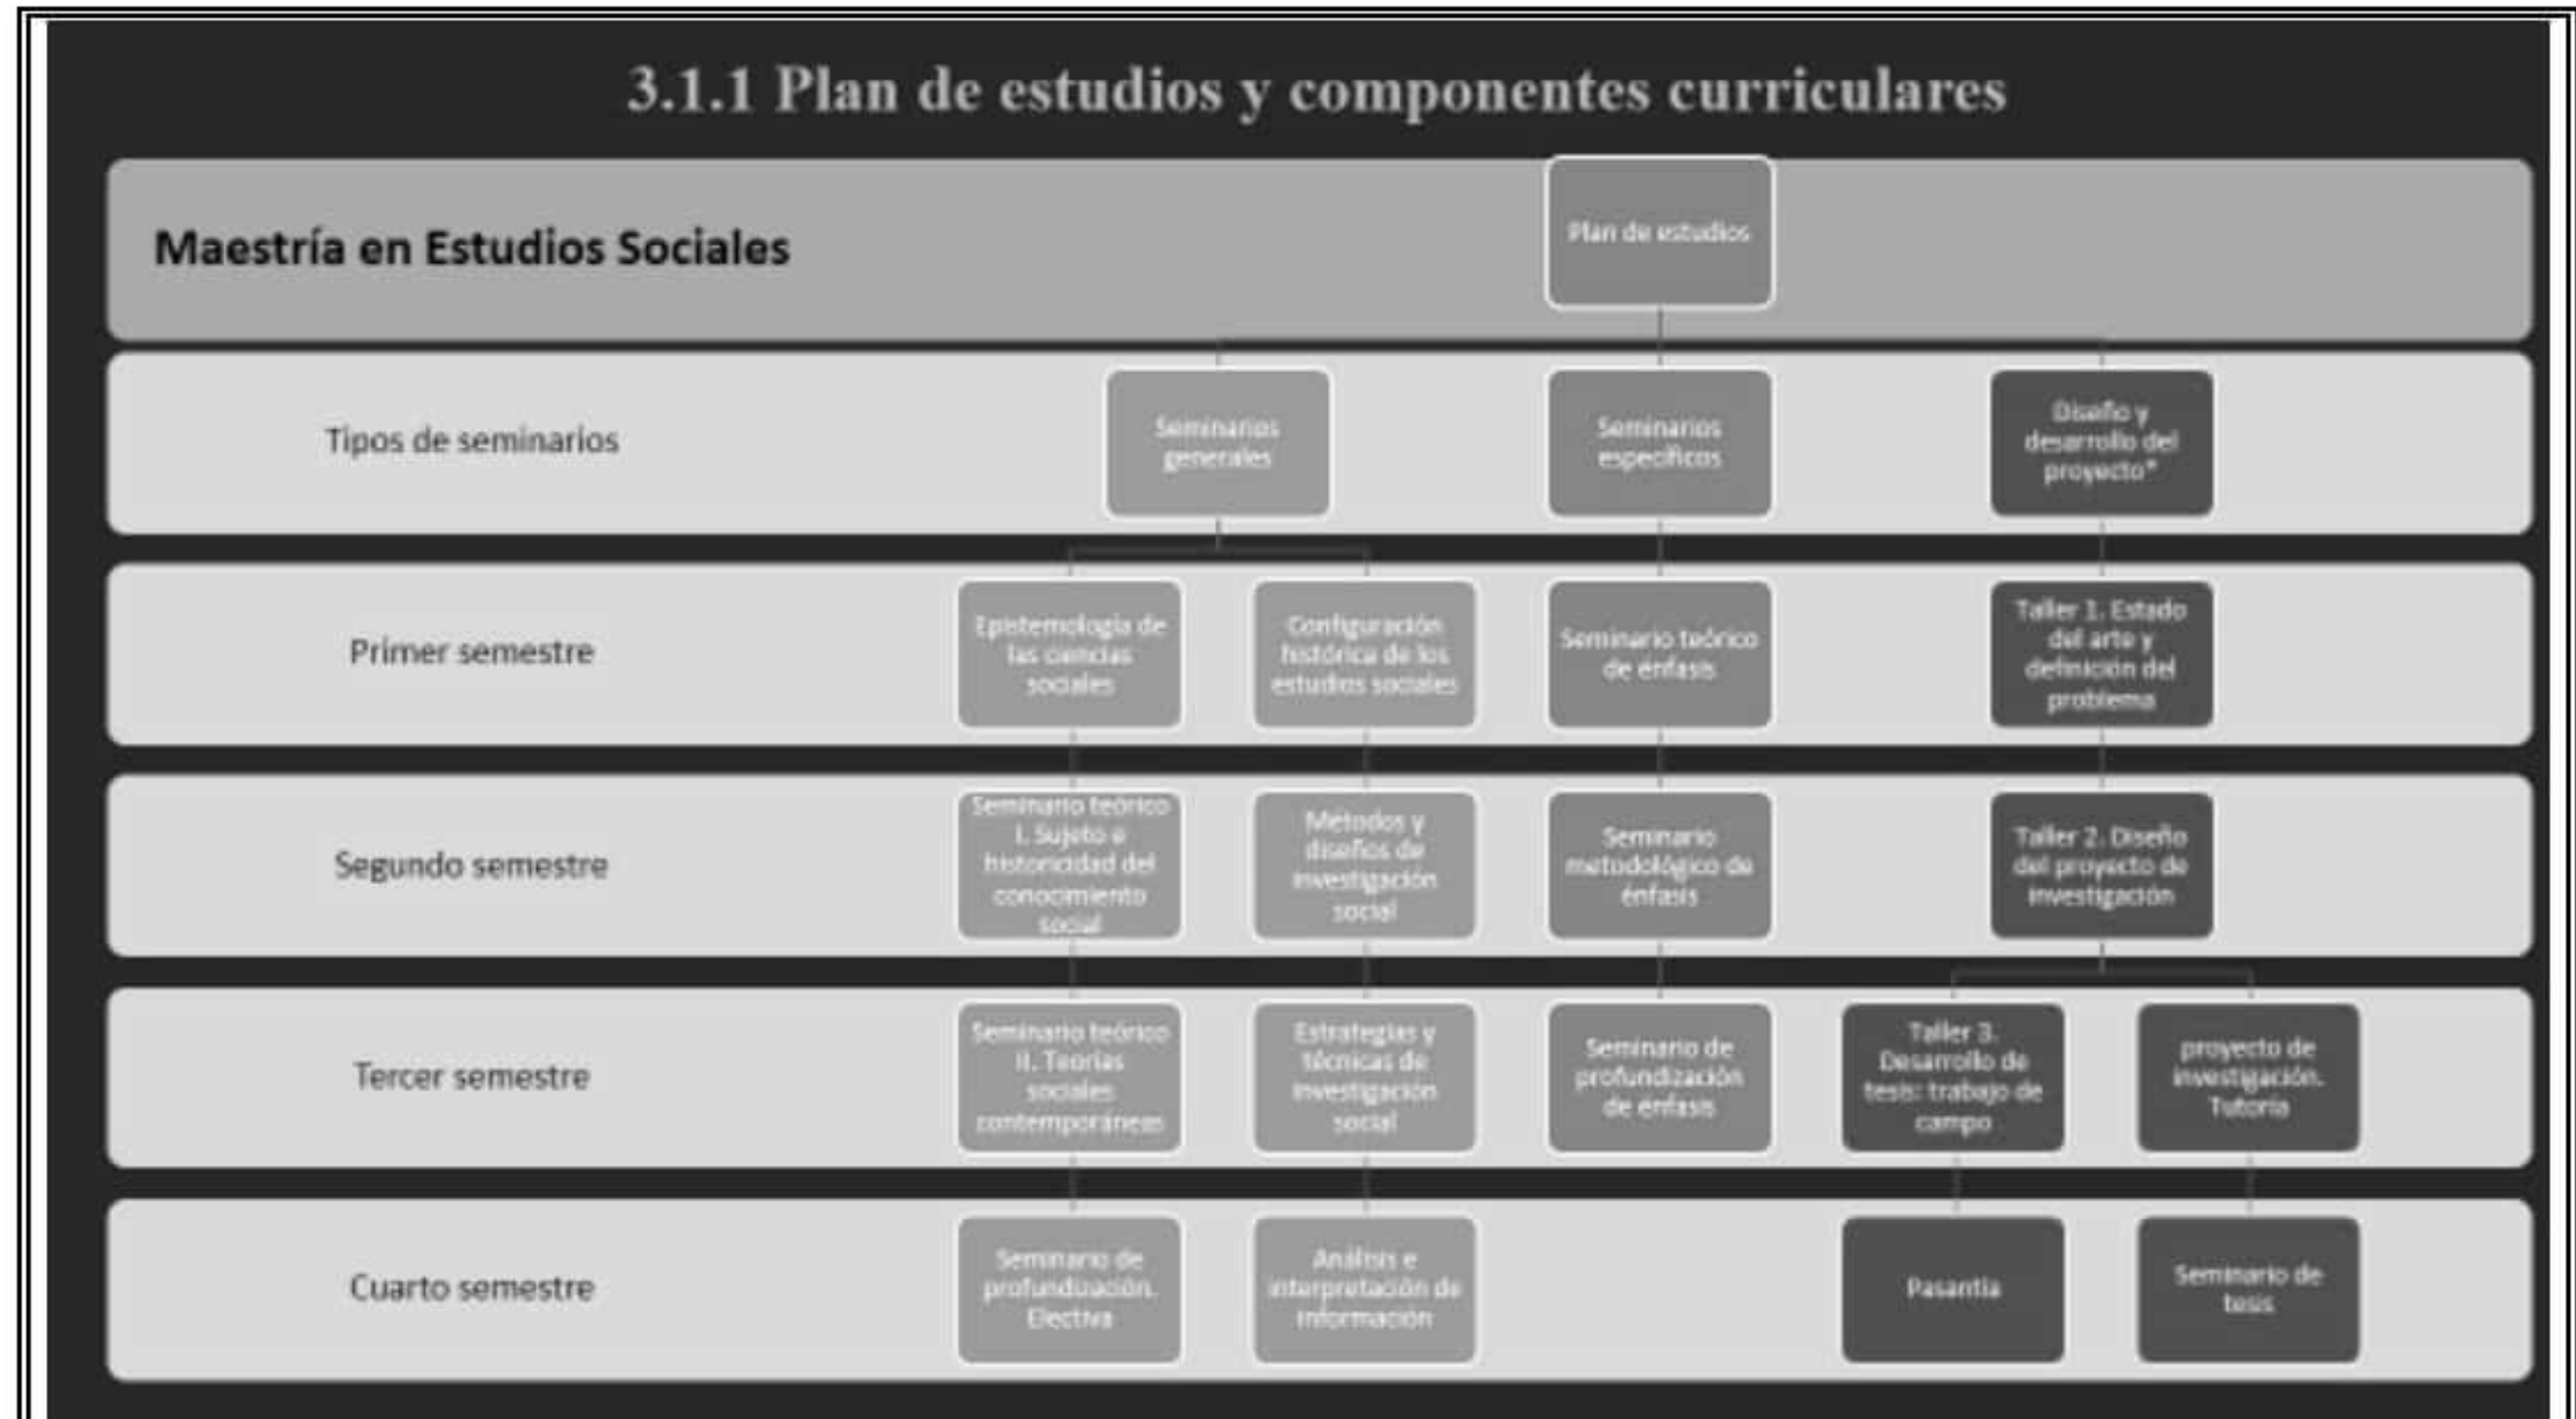 3.1.1 Plan de estudios y componentes curriculares
Maestría en Estudios Sociales
Plan de estudios
Tipos de seminarios
Seminarios
generales
Seminarios
específicos
Diseño y
desarrollo del
proyecto*
Primer semestre
Epistemología de
las ciencias
sociales
Configuración
histórica de los
estudios sociales
Seminario teórico
de énfasis
Taller 1. Estado
del arte y
definición del
problema
Segundo semestre
Seminario teórico
I. Sujeto e
historicidad del
conocimiento
social
Métodos y
diseños de
investigación
social
Seminario
metodológico de
énfasis
Taller 2. Diseño
del proyecto de
investigación
Tercer semestre
Seminario teórico
II. Teorías
sociales
contemporáneas
Estrategias y
técnicas de
investigación
social
Seminario de
profundización
de énfasis
Taller 3.
Desarrollo de
tesis: trabajo de
campo
proyecto de
investigación.
Tutoría
Cuarto semestre
Seminario de
profundización.
Electiva
Análisis e
interpretación de
información
Pasantía
Seminario de
tesis